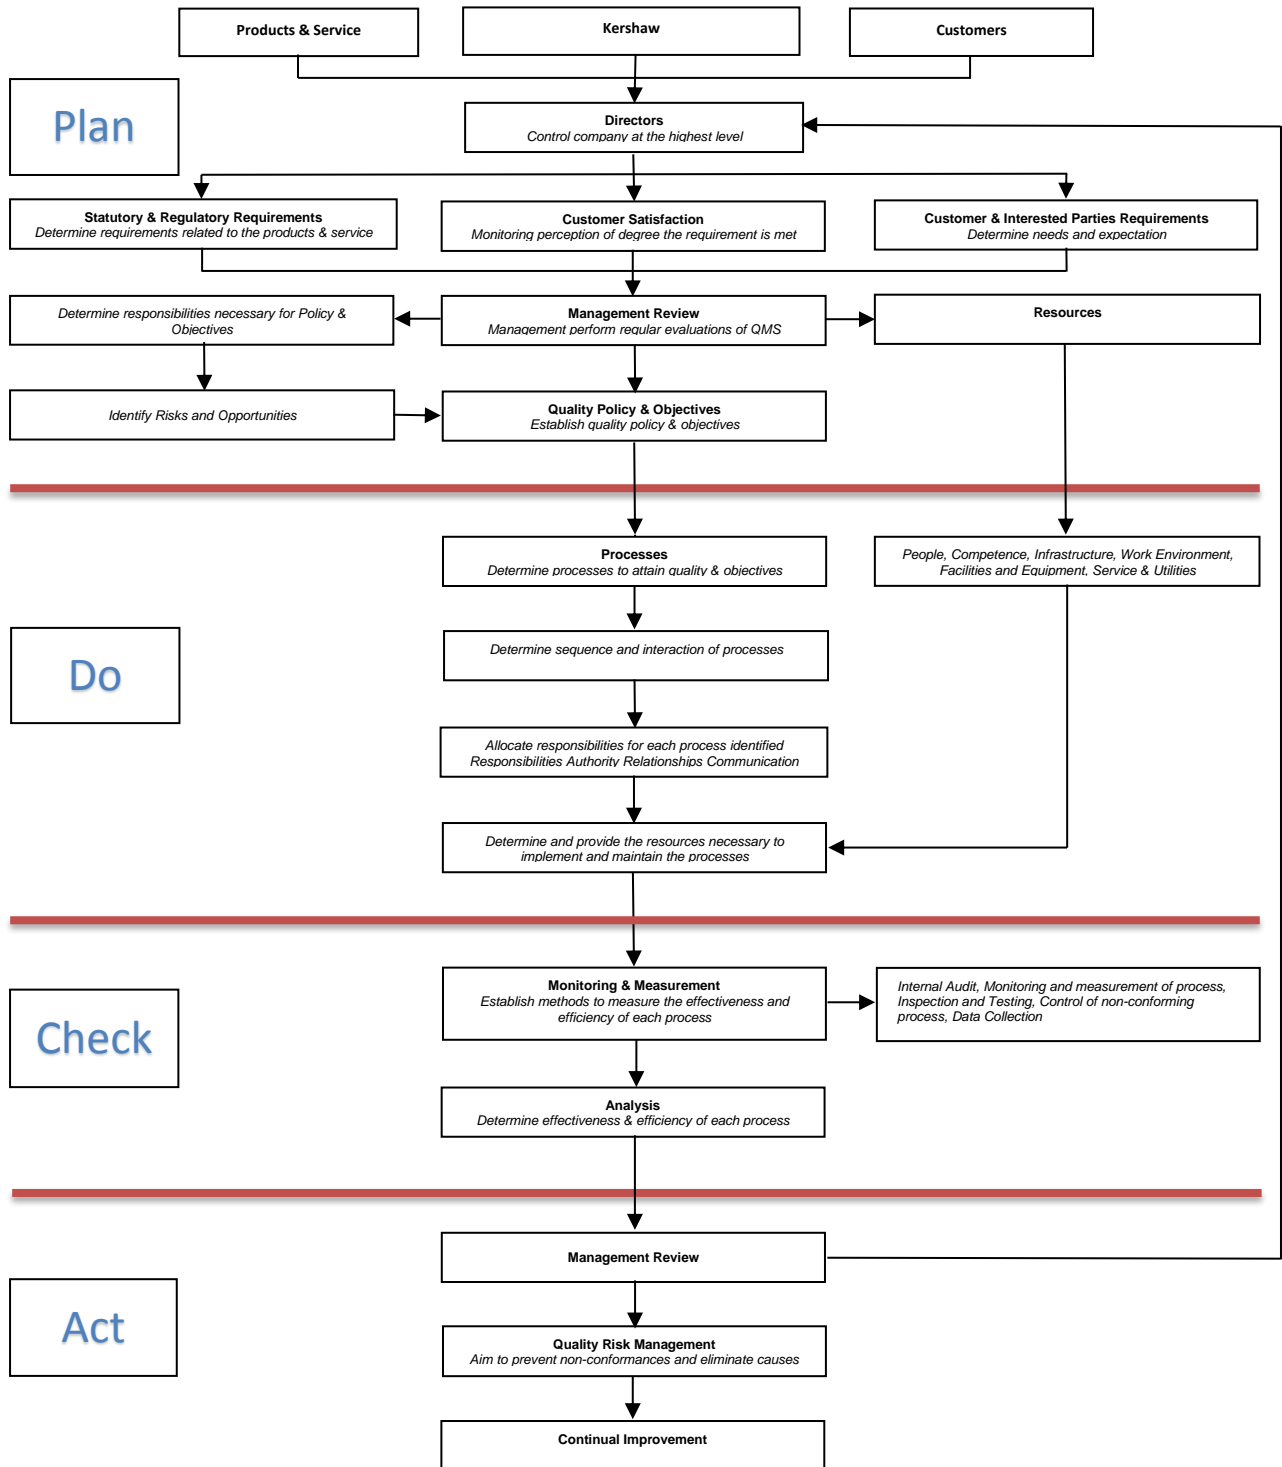 Products & Service
Kershaw
Customers
Plan
Directors
Control company at the highest level
Statutory & Regulatory Requirements
Determine requirements related to the products & service
Customer Satisfaction
Monitoring perception of degree the requirement is met
Customer & Interested Parties Requirements
Determine needs and expectation
Determine responsibilities necessary for Policy &
Objectives
Management Review
Management perform regular evaluations of QMS
Resources
Identify Risks and Opportunities
Quality Policy & Objectives
Establish quality policy & objectives
Do
Processes
Determine processes to attain quality & objectives
People, Competence, Infrastructure, Work Environment,
Facilities and Equipment, Service & Utilities
Determine sequence and interaction of processes
Allocate responsibilities for each process identified
Responsibilities Authority Relationships Communication
Determine and provide the resources necessary to
implement and maintain the processes
Check
Monitoring & Measurement
Establish methods to measure the effectiveness and
efficiency of each process
Internal Audit, Monitoring and measurement of process,
Inspection and Testing, Control of non-conforming
process, Data Collection
Analysis
Determine effectiveness & efficiency of each process
Act
Management Review
Quality Risk Management
Aim to prevent non-conformances and eliminate causes
Continual Improvement